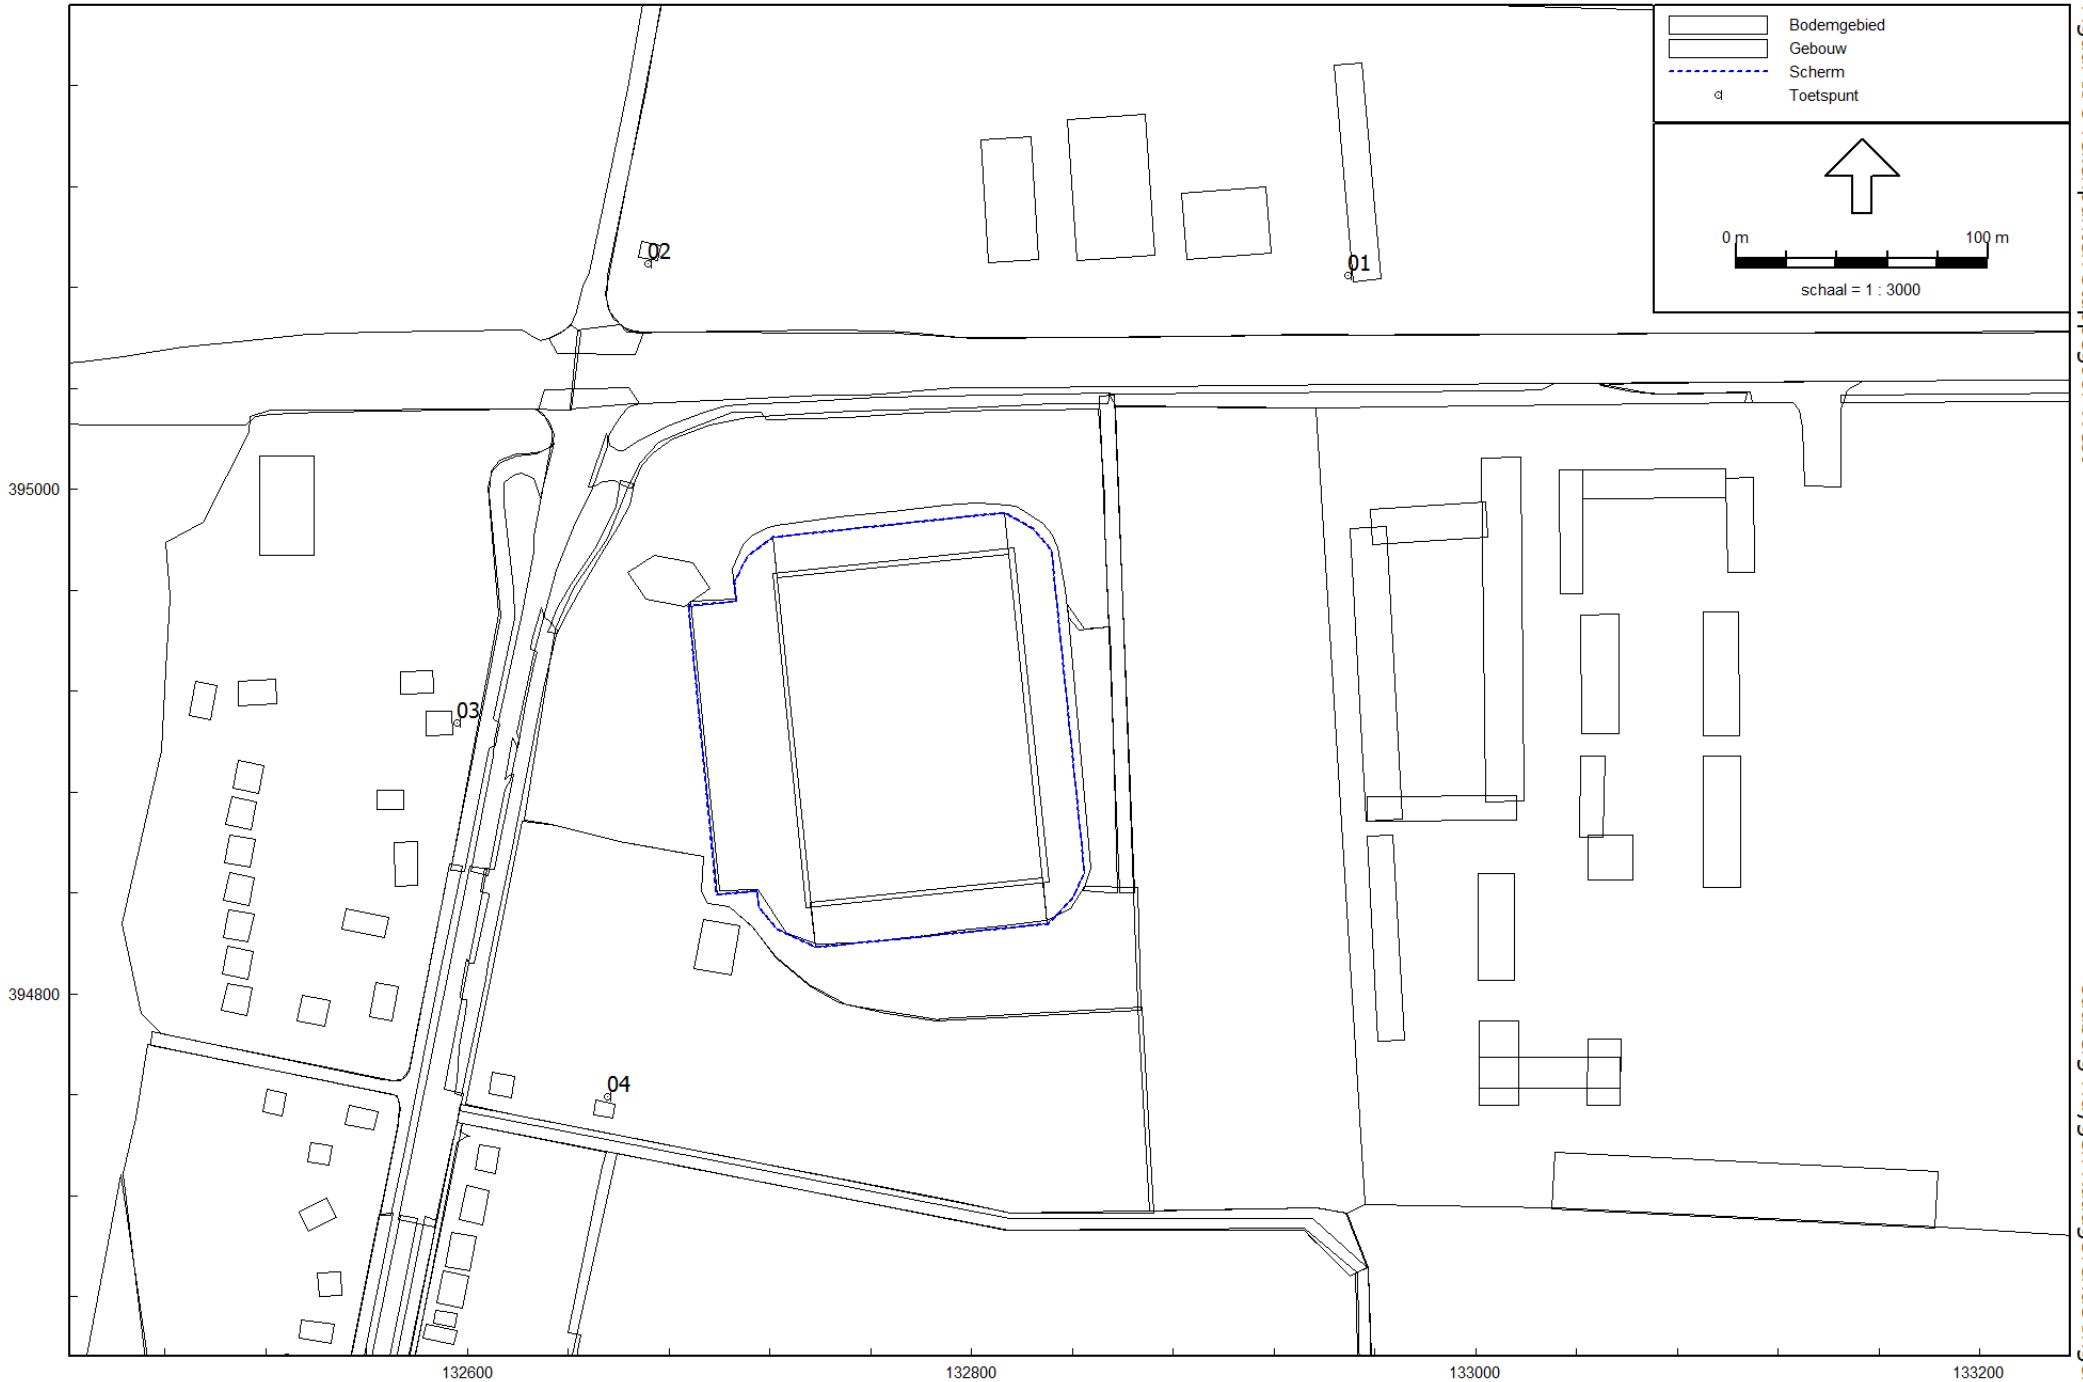 Bodemgebied
Gebouw
Scherm
Toetspunt
0 m 100 m
schaal = 1 : 3000
02
01
395000
03
394800
04
132600 132800 133000 133200